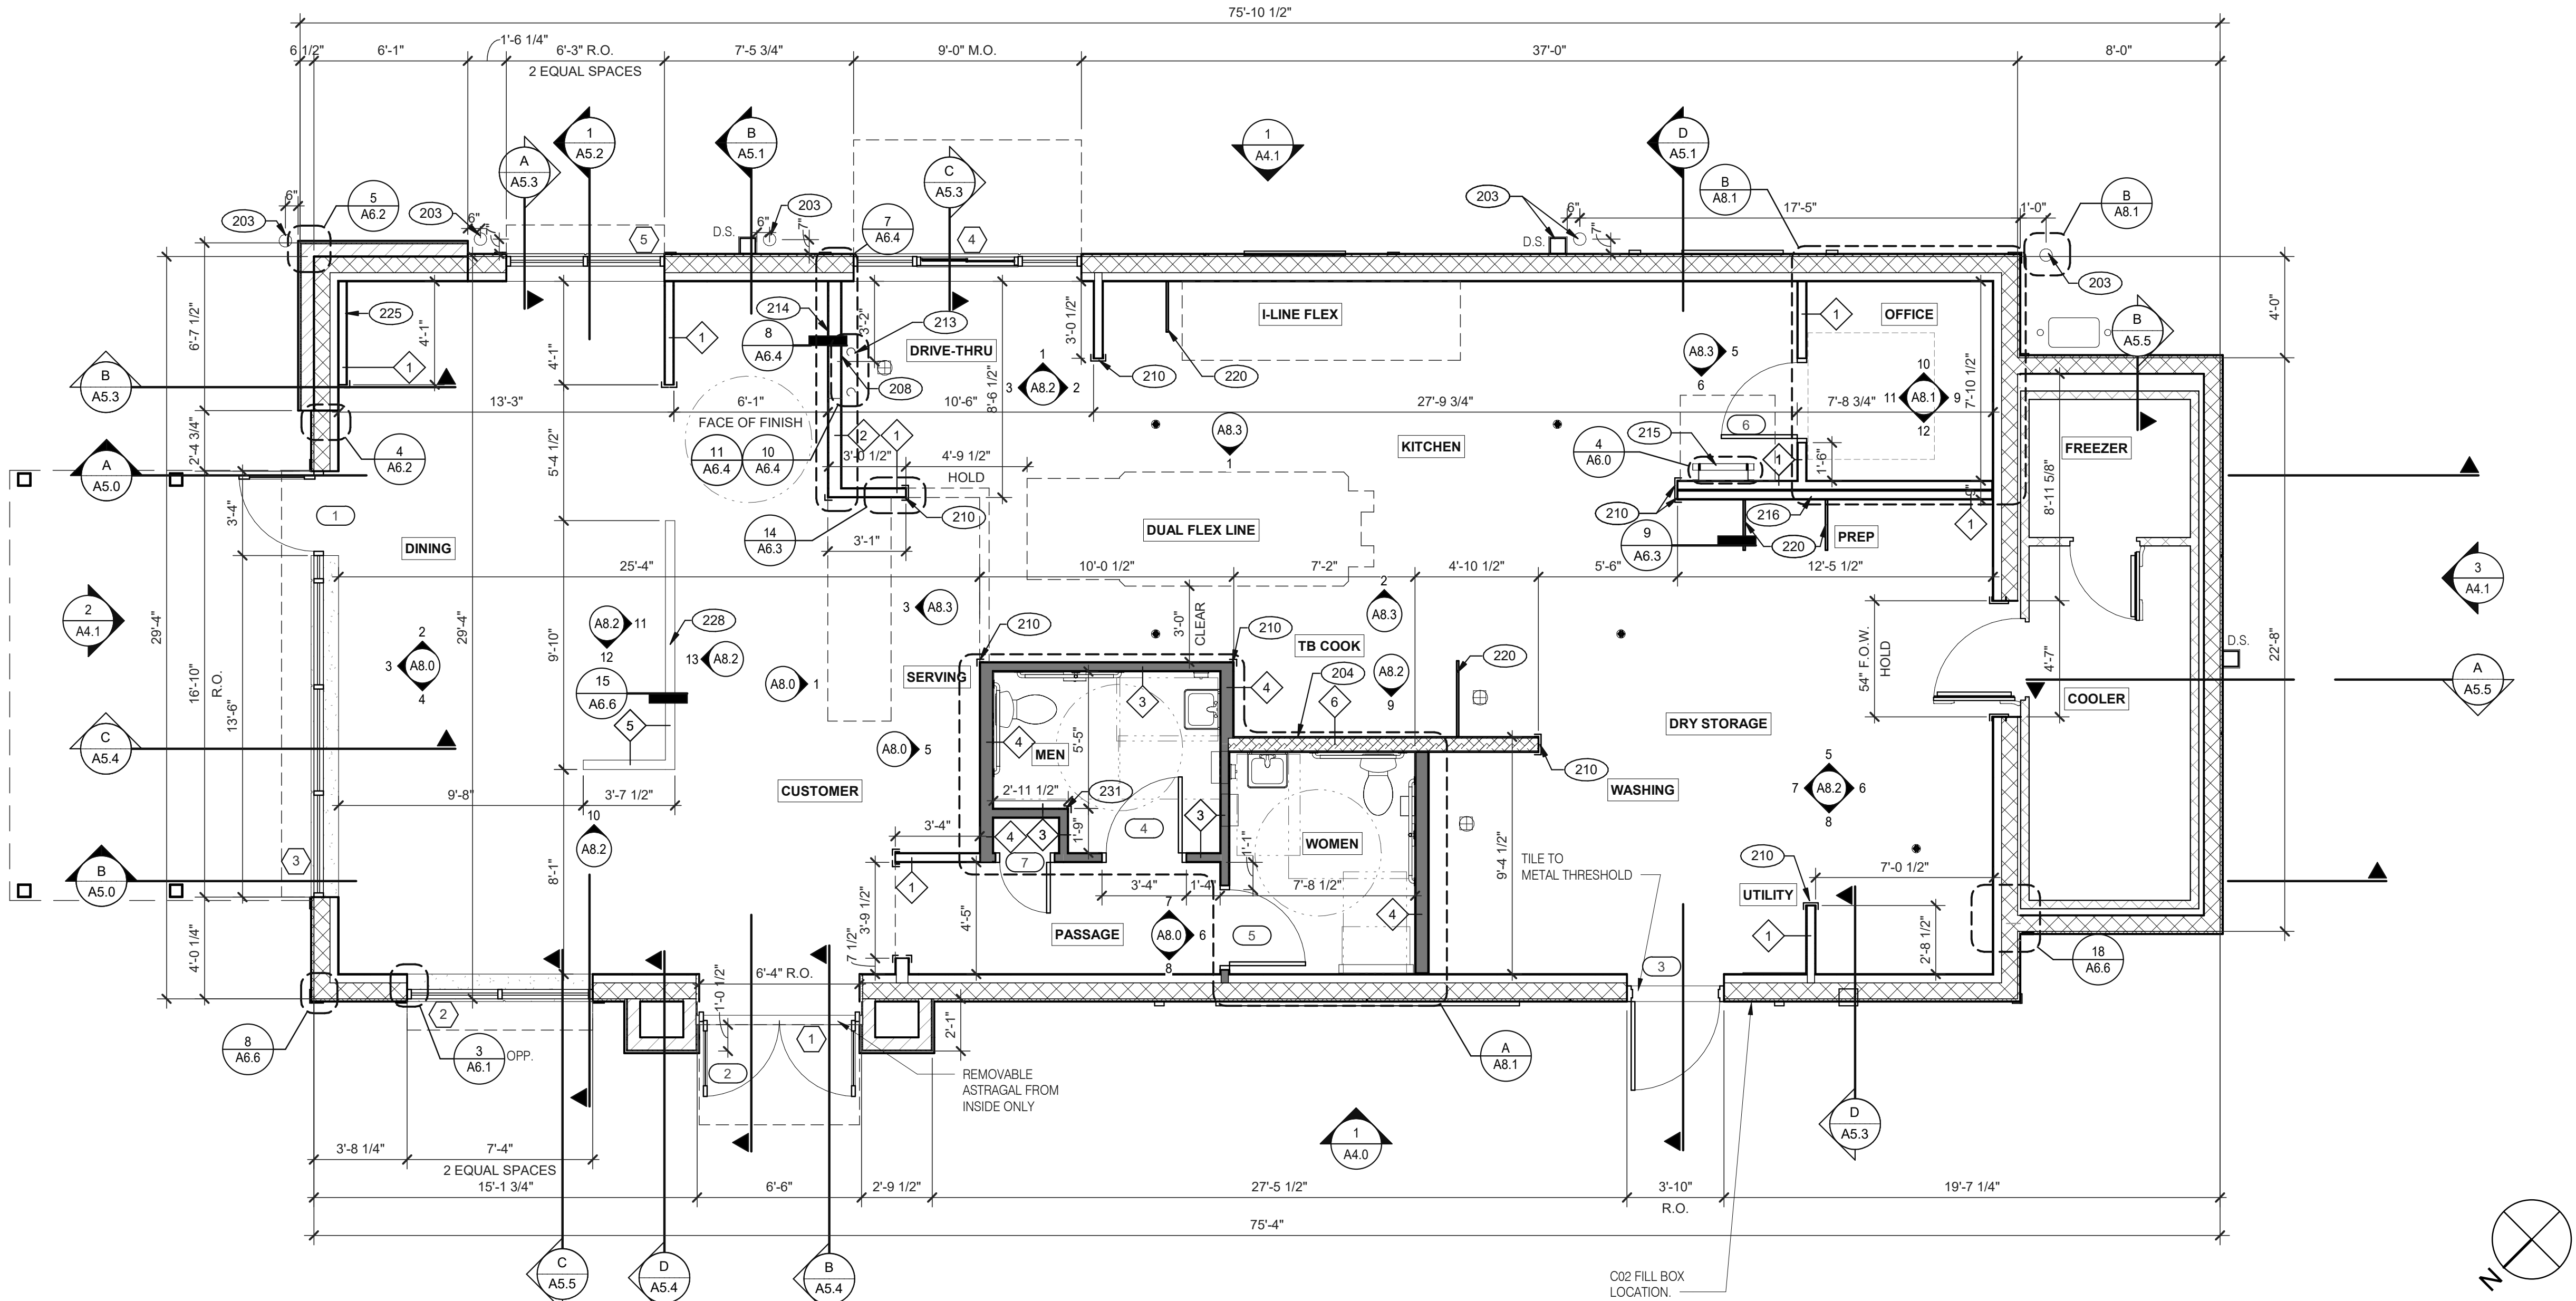 75'-10 1/2"
6 1/2"
6'-1"
1'-6 1/4"
6'-3" R.O.
2 EQUAL SPACES
7'-5 3/4"
9'-0" M.O.
37'-0"
8'-0"
1
A5.2
B
A5.1
A
A5.3
C
A5.3
1
A4.1
D
A5.1
B
A8.1
B
A8.1
5
A6.2
6"
203
203
6"
7"
5
D.S.
6"
203
7"
7
A6.4
4
203
D.S.
6"
7"
17'-5"
1'-0"
203
225
4'-1"
1
4'-1"
1
214
8
A6.4
213
3'-2"
DRIVE-THRU
208
3
1
A8.2
2
8'-6 1/2"
3'-0 1/2"
210
220
I-LINE FLEX
A8.3
5
6
1
OFFICE
10
11
A8.1
9
12
7'-10 1/2"
B
A5.5
4'-0"
6'-7 1/2"
B
A5.3
13'-3"
6'-1"
10'-6"
27'-9 3/4"
7'-8 3/4"
FACE OF FINISH
11
A6.4
10
A6.4
2
1
3'-0 1/2"
4'-9 1/2"
HOLD
A8.3
1
KITCHEN
4
A6.0
215
6
1
1'-6"
6"
FREEZER
2'-4 3/4"
4
A6.2
A
A5.0
5'-4 1/2"
210
14
A6.3
3'-1"
DUAL FLEX LINE
210
216
9
A6.3
220
PREP
1
8'-11 5/8"
3'-4"
1
DINING
25'-4"
10'-0 1/2"
7'-2"
4'-10 1/2"
5'-6"
12'-5 1/2"
2
A4.1
29'-4"
16'-10"
R.O.
13'-6"
2
3
A8.0
4
29'-4"
9'-10"
A8.2
11
12
228
13
A8.2
15
A6.6
5
3
A8.3
210
3'-0"
CLEAR
210
2
A8.3
TB COOK
204
A8.2
9
220
54" F.O.W.
HOLD
4'-7"
3
A4.1
D.S.
22'-8"
A
A5.5
A8.0
1
SERVING
3
4
6
DRY STORAGE
COOLER
C
A5.4
A8.0
5
4
MEN
5'-5"
210
CUSTOMER
9'-8"
3'-7 1/2"
10
A8.2
2'-11 1/2"
231
4
3
1'-9"
4
3
7
WASHING
WOMEN
5
7
A8.2
6
8
3'-4"
3
B
A5.0
8'-1"
1
3'-9 1/2"
7 1/2"
4'-5"
3'-4"
1'-4"
1'-1"
7'-8 1/2"
9'-4 1/2"
4
TILE TO
METAL THRESHOLD
210
7'-0 1/2"
UTILITY
1
2'-8 1/2"
PASSAGE
7
A8.0
6
8
5
3
18
A6.6
4'-0 1/4"
8
A6.6
2
3
A6.1
OPP.
6'-4" R.O.
1'-0 1/2"
2'-1"
1
2
REMOVABLE
ASTRAGAL FROM
INSIDE ONLY
A
A8.1
1
A4.0
D
A5.3
3'-8 1/4"
7'-4"
2 EQUAL SPACES
15'-1 3/4"
6'-6"
2'-9 1/2"
27'-5 1/2"
3'-10"
R.O.
19'-7 1/4"
75'-4"
C
A5.5
D
A5.4
B
A5.4
C02 FILL BOX
LOCATION.
N